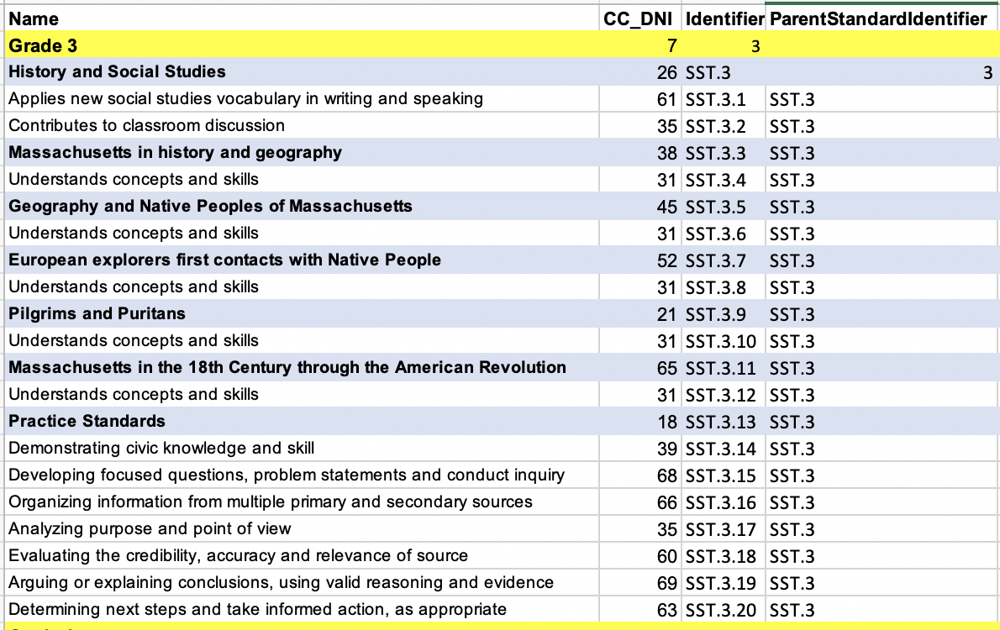 Name CC_DNI Identifier ParentStandardIdentifier
Grade 3 7 3
History and Social Studies 26 SST.3 3
Applies new social studies vocabulary in writing and speaking 61 SST.3.1 SST.3
Contributes to classroom discussion 35 SST.3.2 SST.3
Massachusetts in history and geography 38 SST.3.3 SST.3
Understands concepts and skills 31 SST.3.4 SST.3
Geography and Native Peoples of Massachusetts 45 SST.3.5 SST.3
Understands concepts and skills 31 SST.3.6 SST.3
European explorers first contacts with Native People 52 SST.3.7 SST.3
Understands concepts and skills 31 SST.3.8 SST.3
Pilgrims and Puritans 21 SST.3.9 SST.3
Understands concepts and skills 31 SST.3.10 SST.3
Massachusetts in the 18th Century through the American Revolution 65 SST.3.11 SST.3
Understands concepts and skills 31 SST.3.12 SST.3
Practice Standards 18 SST.3.13 SST.3
Demonstrating civic knowledge and skill 39 SST.3.14 SST.3
Developing focused questions, problem statements and conduct inquiry 68 SST.3.15 SST.3
Organizing information from multiple primary and secondary sources 66 SST.3.16 SST.3
Analyzing purpose and point of view 35 SST.3.17 SST.3
Evaluating the credibility, accuracy and relevance of source 60 SST.3.18 SST.3
Arguing or explaining conclusions, using valid reasoning and evidence 69 SST.3.19 SST.3
Determining next steps and take informed action, as appropriate 63 SST.3.20 SST.3